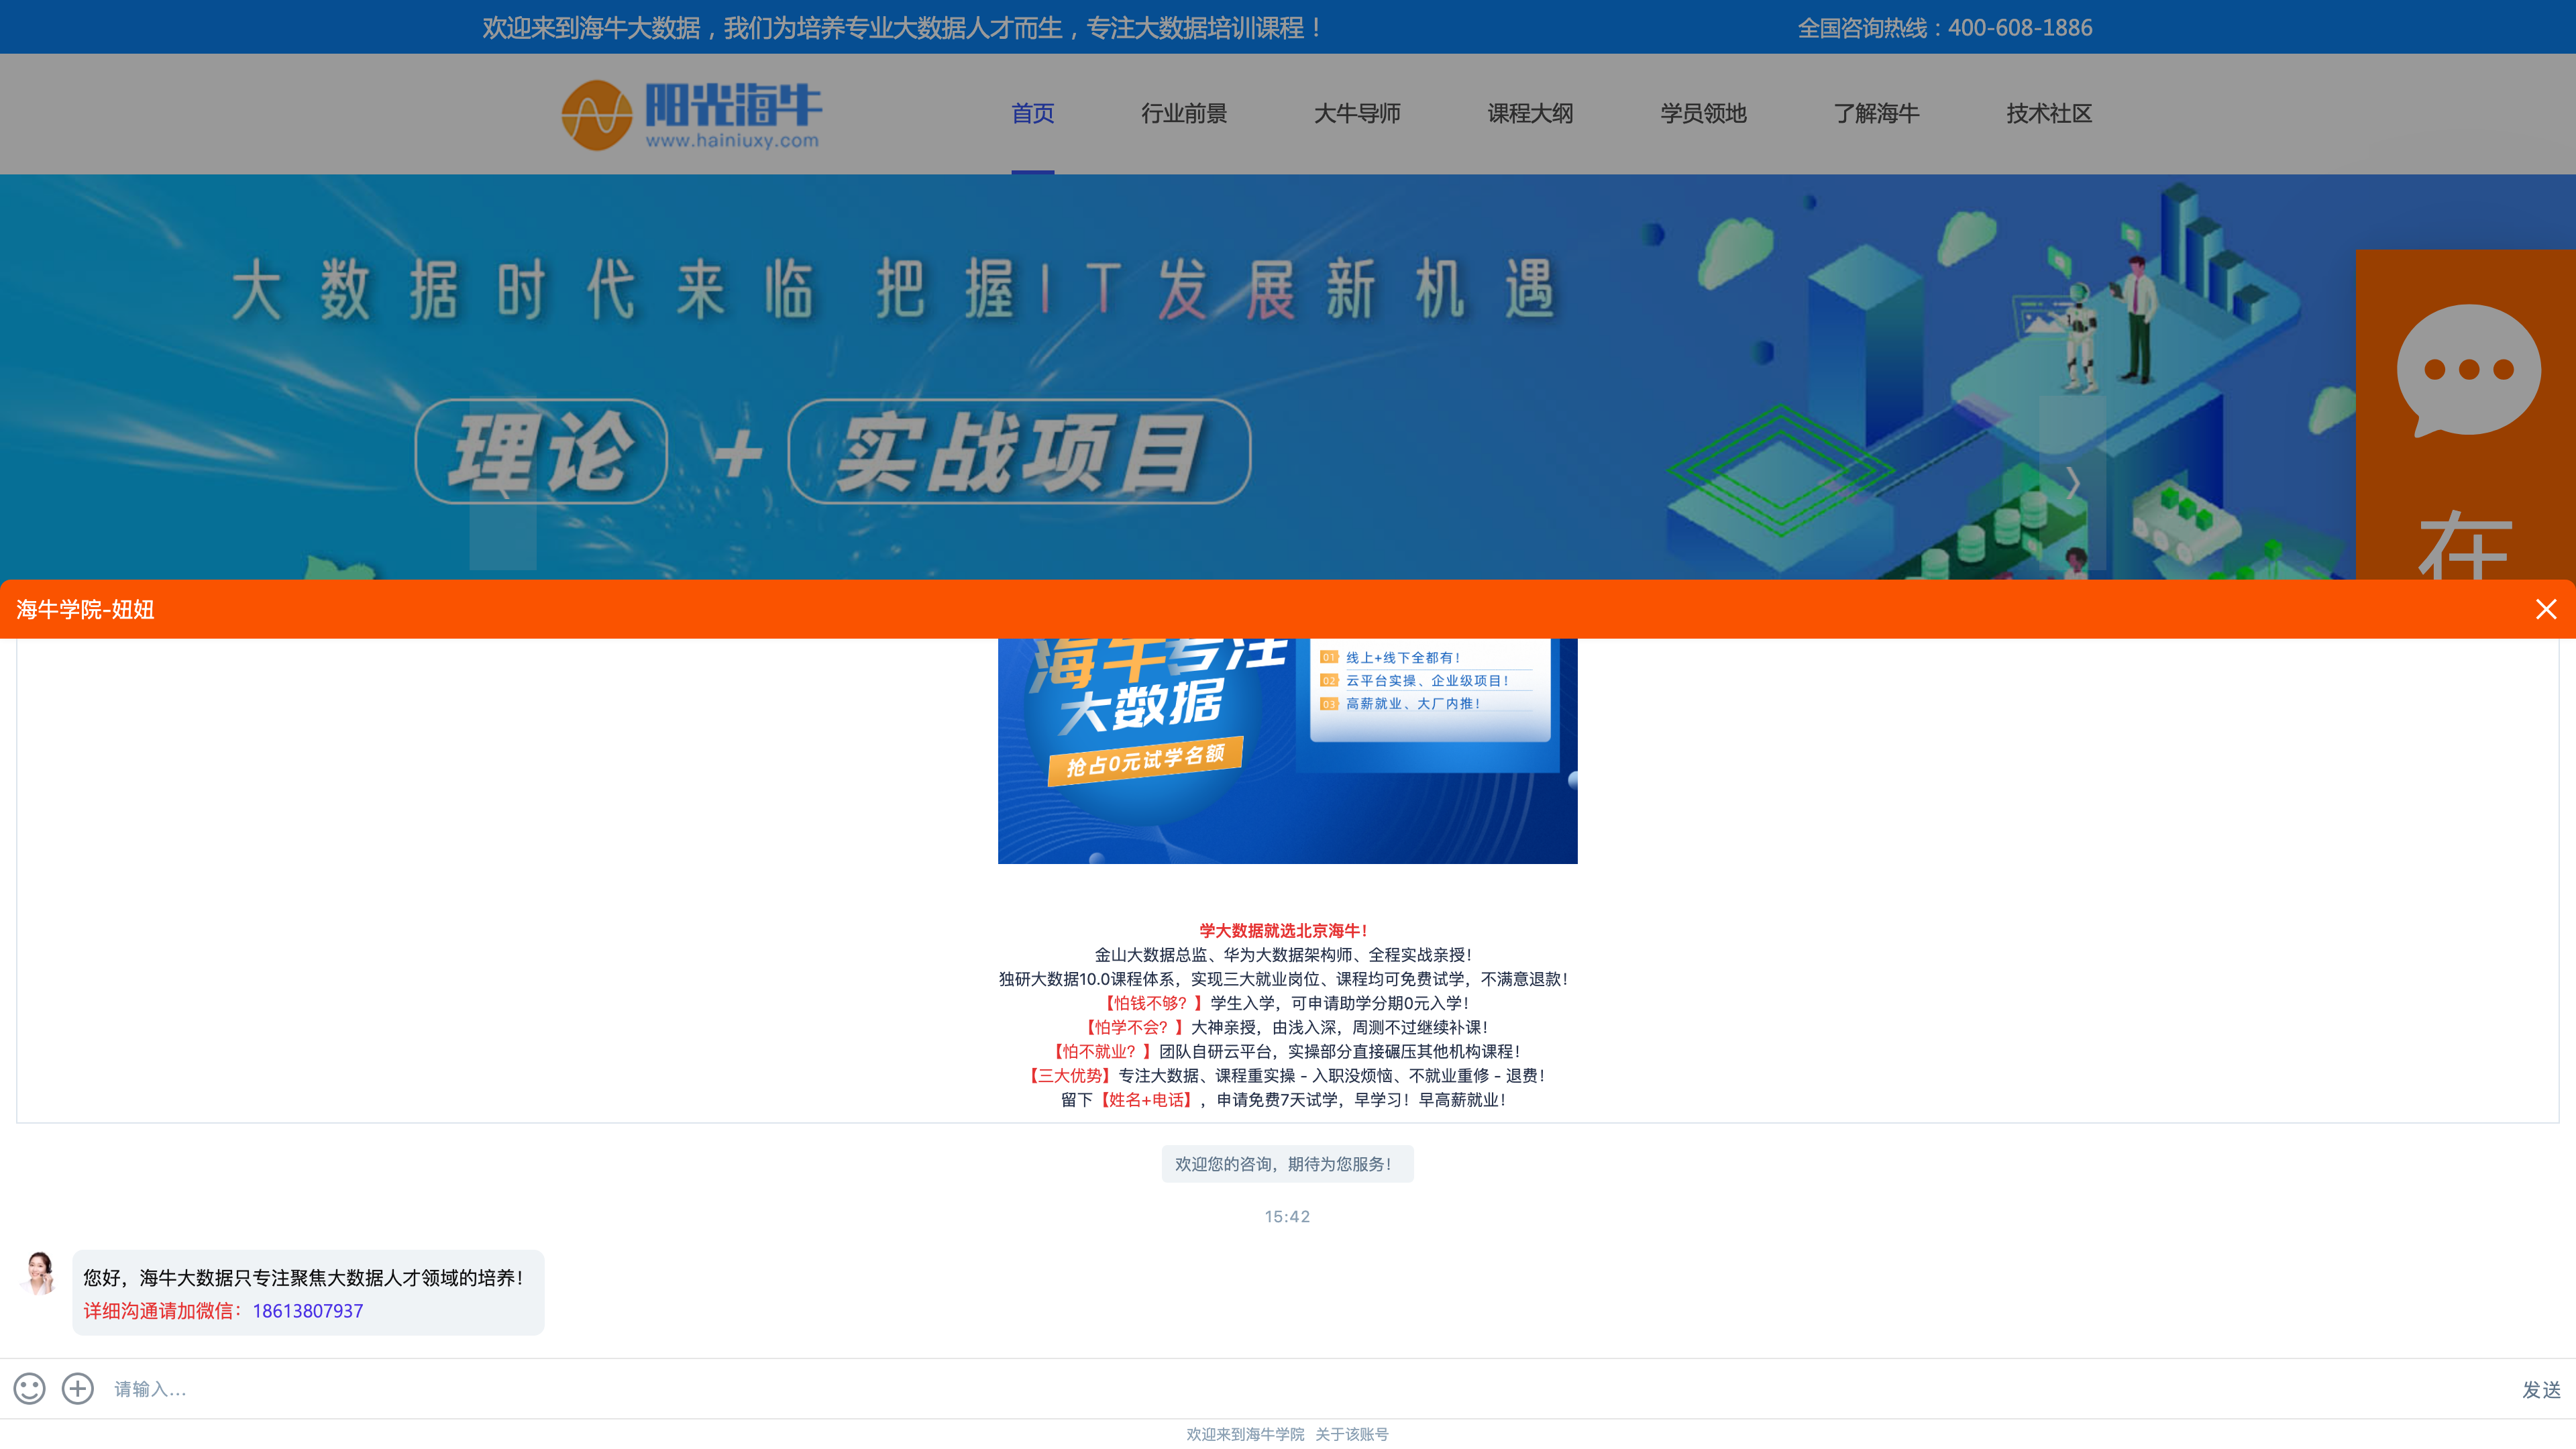 欢迎来到海牛大数据，我们为培养专业大数据人才而生，专注大数据培训课程！
全国咨询热线：400-608-1886
阳光海牛
www.hainiuxy.com
首页
行业前景
大牛导师
课程大纲
学员领地
了解海牛
技术社区
大数据时代来临 把握IT发展新机遇
理论 + 实战项目
在
海牛学院-妞妞
海牛专注
大数据
抢占0元试学名额
01 线上+线下全都有！
02 云平台实操、企业级项目！
03 高薪就业、大厂内推！
学大数据就选北京海牛！
金山大数据总监、华为大数据架构师、全程实战亲授！
独研大数据10.0课程体系，实现三大就业岗位、课程均可免费试学，不满意退款！
【怕钱不够？】学生入学，可申请助学分期0元入学！
【怕学不会？】大神亲授，由浅入深，周测不过继续补课！
【怕不就业？】团队自研云平台，实操部分直接碾压其他机构课程！
【三大优势】专注大数据、课程重实操 - 入职没烦恼、不就业重修 - 退费！
留下【姓名+电话】，申请免费7天试学，早学习！早高薪就业！
欢迎您的咨询，期待为您服务！
15:42
您好，海牛大数据只专注聚焦大数据人才领域的培养！
详细沟通请加微信：18613807937
请输入...
发送
欢迎来到海牛学院 关于该账号